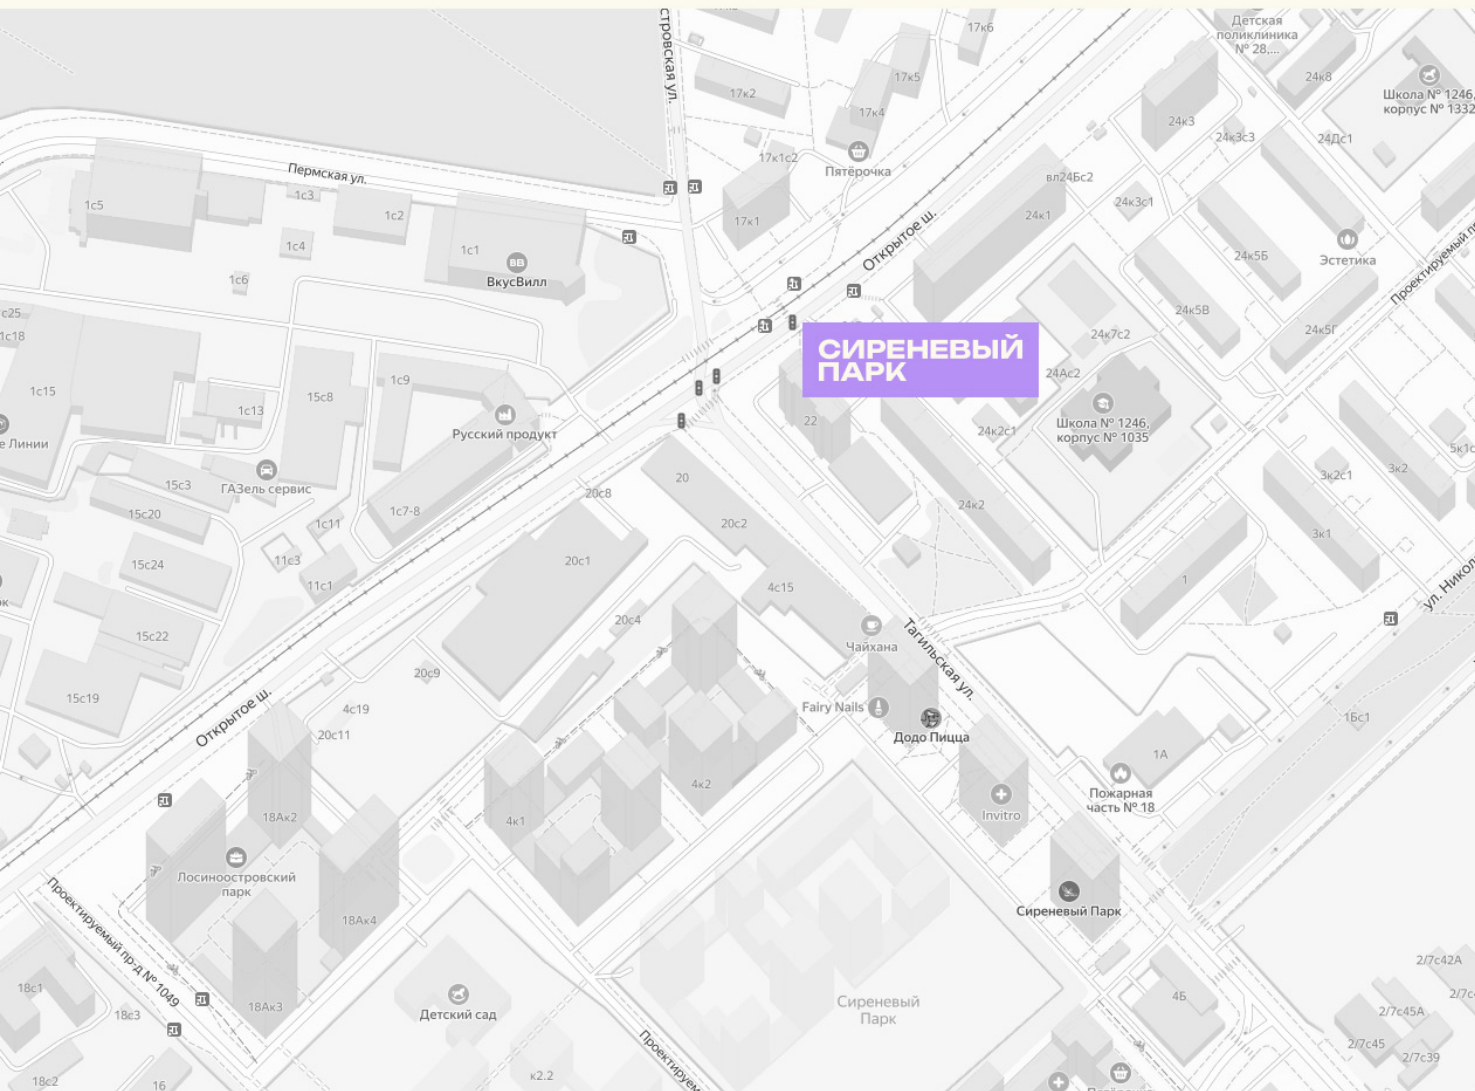 стровская ул.
17к6
Детская
поликлиника
№ 28,...
24к8
Школа № 1246,
корпус № 1332
17к2
17к5
17к4
24к3
24к3с3
24Дс1
Пермская ул.
17к1с2
Пятёрочка
вл24Бс2
1с5
1с3
1с2
24к3с1
17к1
24к1
Открытое ш.
1с4
1с1
24к5Б
Эстетика
ВкусВилл
1с6
Проектируемый
с25
1с18
24к5В
24к5Г
24к7с2
СИРЕНЕВЫЙ
ПАРК
24Ас2
1с15
1с9
15с8
1с13
22
24к2с1
Школа № 1246,
корпус № 1035
Русский продукт
е Линии
5к1с
3к2
3к2с1
20
15с3
ГАЗель сервис
20с8
24к2
1с7-8
15с20
1с11
20с2
3к1
11с3
20с1
15с24
11с1
4с15
1
ул. Никол
ж
20с4
15с22
Чайхана
Тагильская ул.
20с9
15с19
4с19
Открытое ш.
20с11
Fairy Nails
1Бс1
Додо Пицца
1А
4к2
Пожарная
часть № 18
18Ак2
4к1
Invitro
Лосиноостровский
парк
18Ак4
Сиреневый Парк
Проектируемый пр-д № 1049
2/7с42А
18с1
18Ак3
4Б
18с3
Детский сад
Сиреневый
Парк
2/7с45А
2/7с45
2/7с39
Проектируем
18с2
16
к2.2